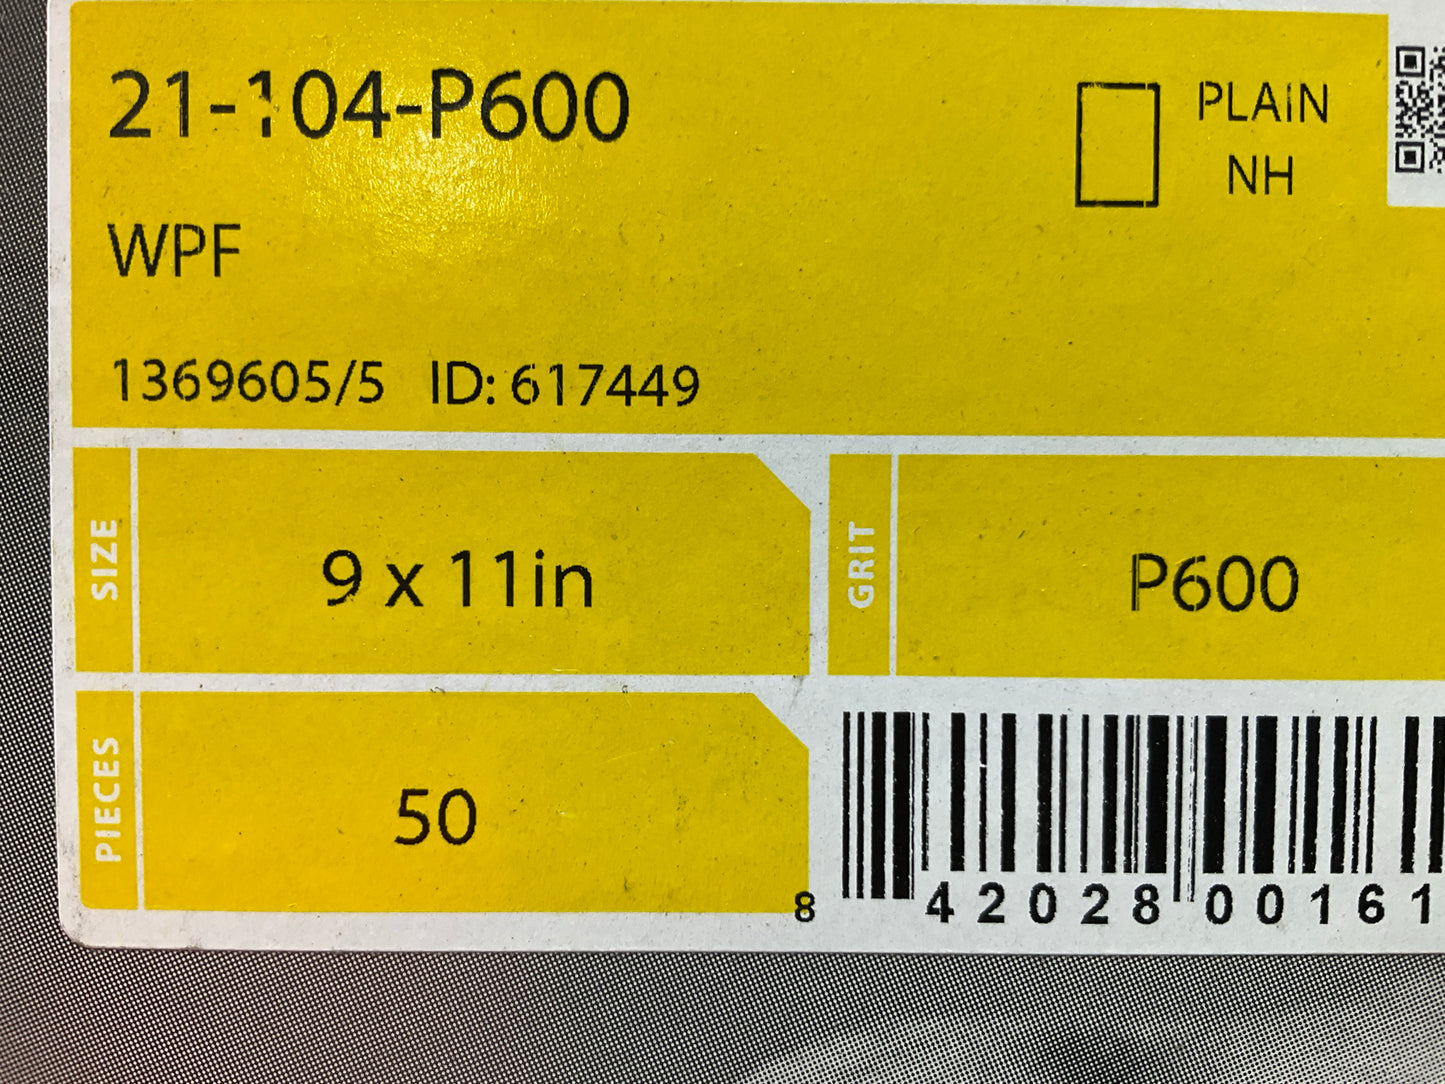 21-104-P600
PLAIN
NH
WPF
1369605/5 ID: 617449
SIZE
9 x 11in
GRIT
P600
PIECES
50
8 42028 00161